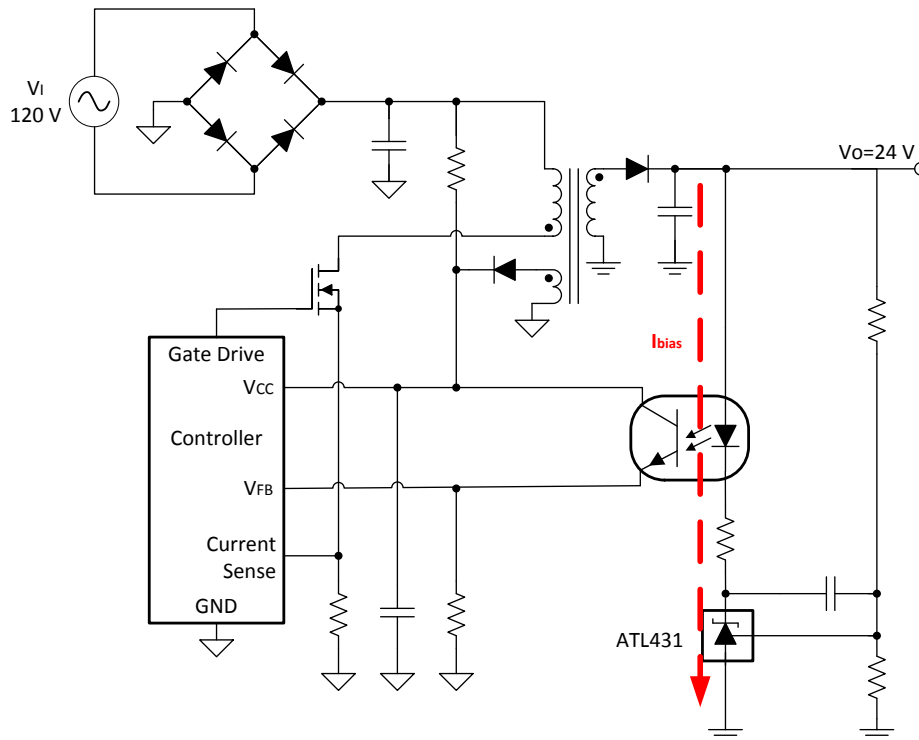 VI
120 V
Vo=24 V
Ibias
Gate Drive
VCC
Controller
VFB
Current
Sense
GND
ATL431